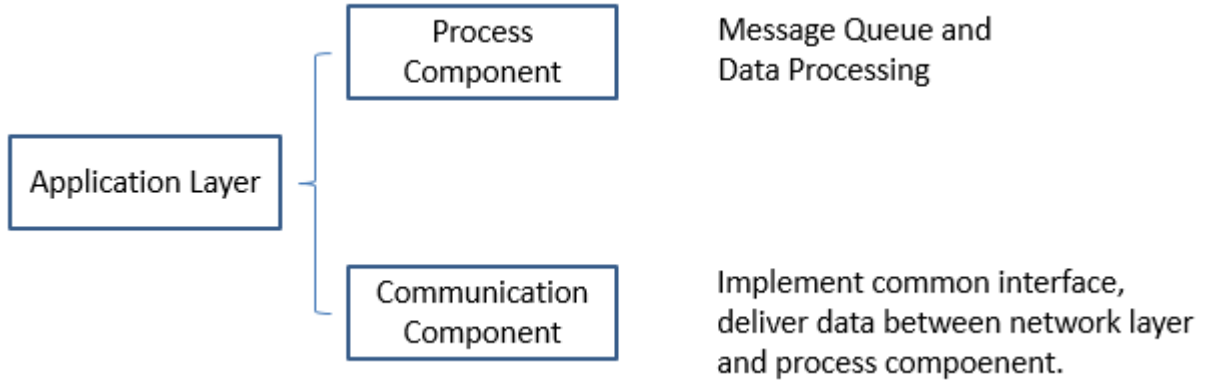 Process
Component
Message Queue and
Data Processing
Application Layer
Communication
Component
Implement common interface,
deliver data between network layer
and process compoenent.